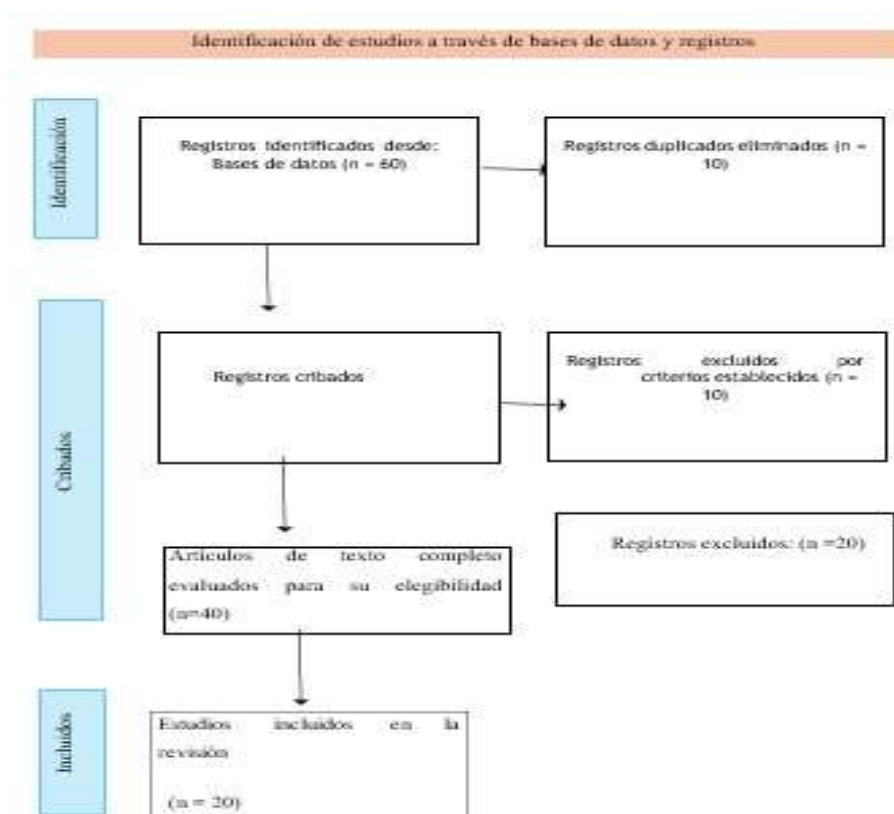 Identificación de estudios a través de bases de datos y registros
Identificación
Registros identificados desde:
Bases de datos (n = 60)
Registros duplicados eliminados (n =
10)
Cribados
Registros cribados
Registros excluidos por
criterios establecidos (n =
10)
Artículos de texto completo
evaluados para su elegibilidad
(n=40)
Registros excluidos: (n =20)
Incluidos
Estudios incluidos en la
revisión
(n = 20)